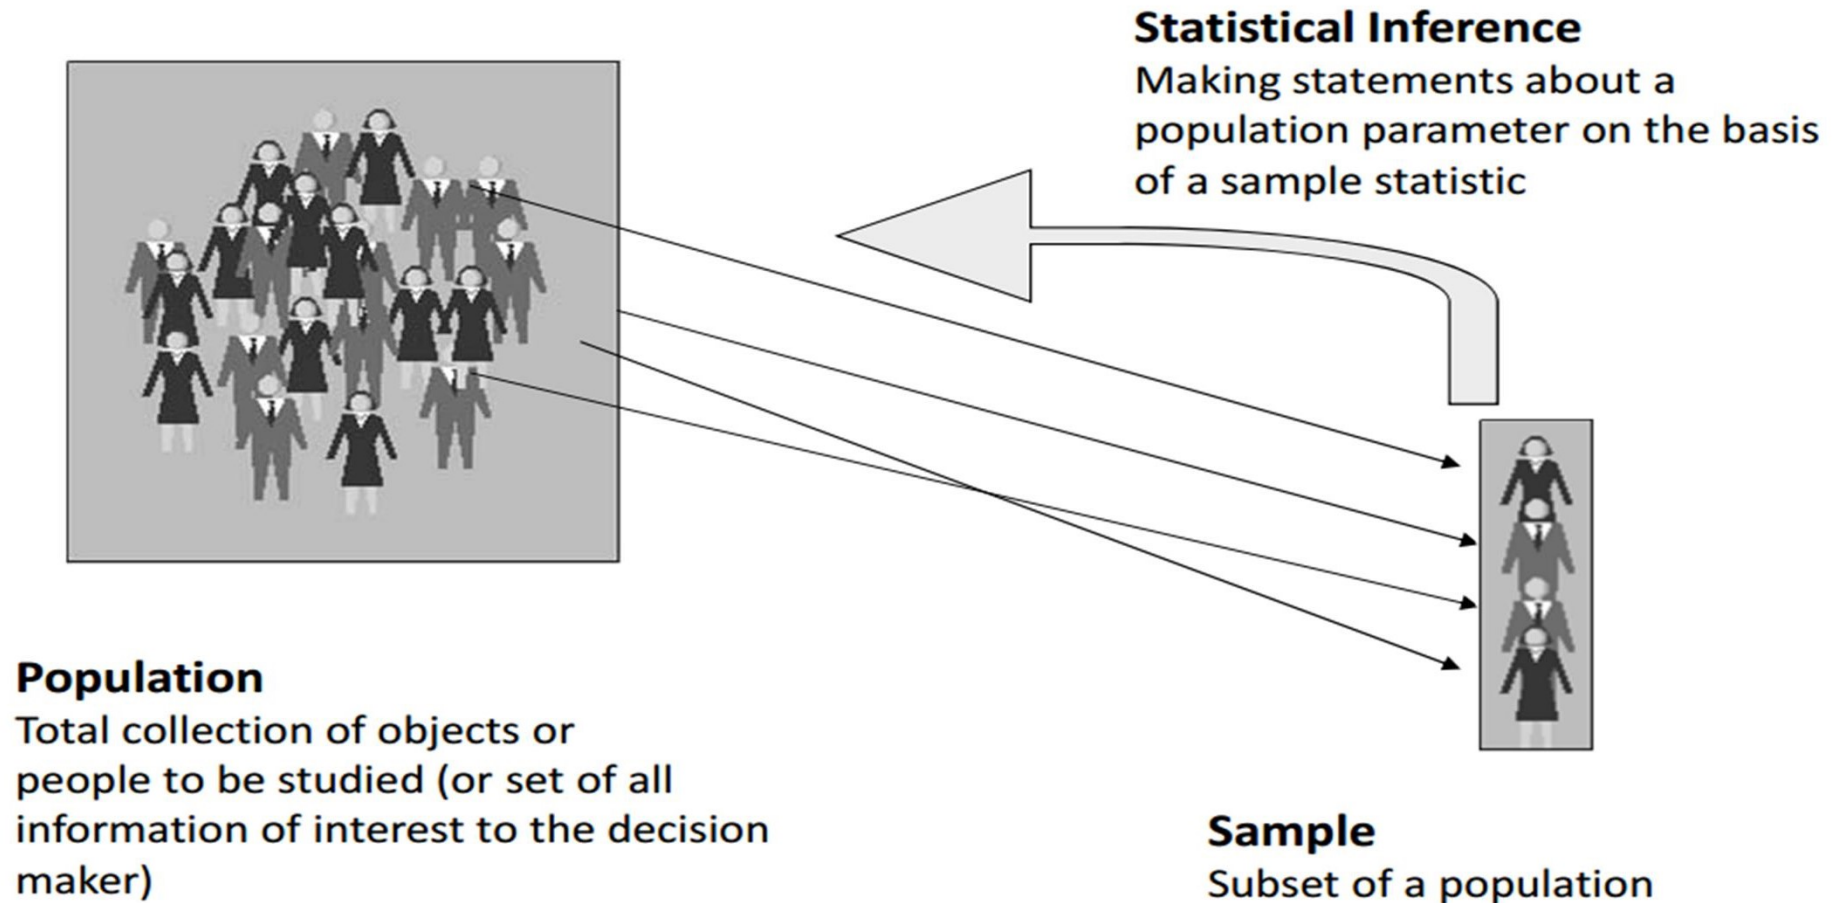 Statistical Inference
Making statements about a
population parameter on the basis
of a sample statistic
Population
Total collection of objects or
people to be studied (or set of all
information of interest to the decision
maker)
Sample
Subset of a population